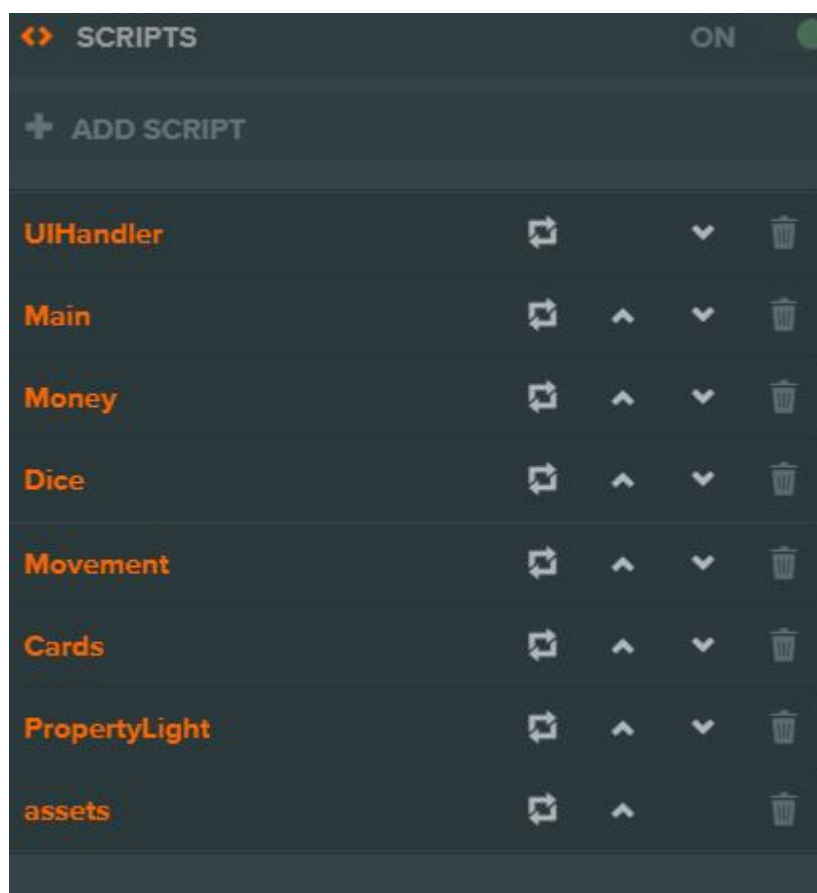 SCRIPTS ON
ADD SCRIPT
UIHandler
Main
Money
Dice
Movement
Cards
PropertyLight
assets